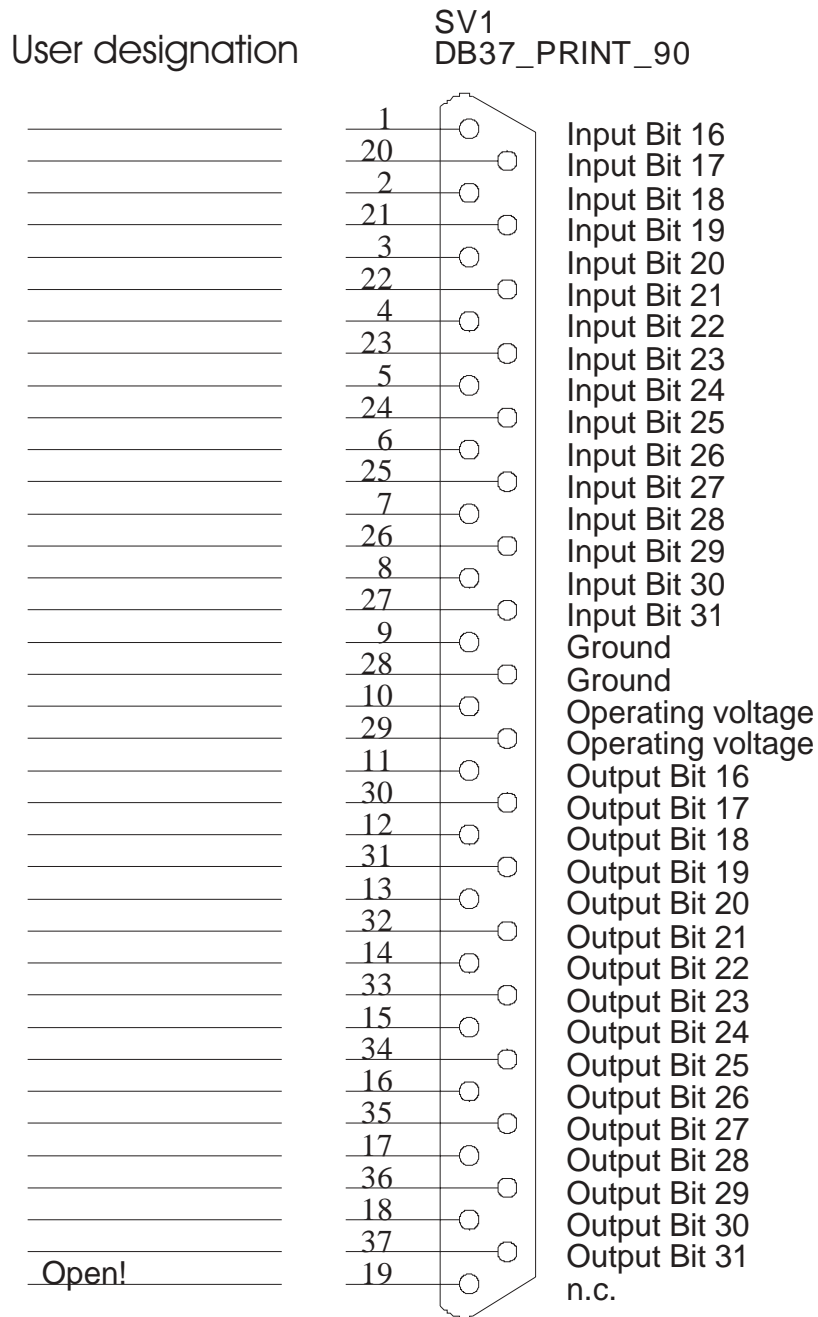 User designation
SV1
DB37_PRINT_90
1 Input Bit 16
20 Input Bit 17
2 Input Bit 18
21 Input Bit 19
3 Input Bit 20
22 Input Bit 21
4 Input Bit 22
23 Input Bit 23
5 Input Bit 24
24 Input Bit 25
6 Input Bit 26
25 Input Bit 27
7 Input Bit 28
26 Input Bit 29
8 Input Bit 30
27 Input Bit 31
9 Ground
28 Ground
10 Operating voltage
29 Operating voltage
11 Output Bit 16
30 Output Bit 17
12 Output Bit 18
31 Output Bit 19
13 Output Bit 20
32 Output Bit 21
14 Output Bit 22
33 Output Bit 23
15 Output Bit 24
34 Output Bit 25
16 Output Bit 26
35 Output Bit 27
17 Output Bit 28
36 Output Bit 29
18 Output Bit 30
37 Output Bit 31
Open! 19 n.c.